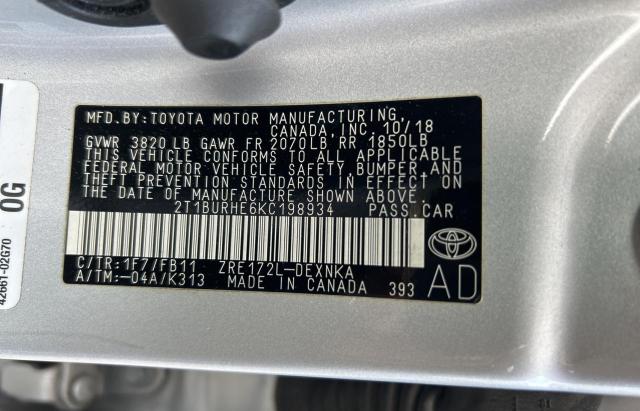 MFD.BY:TOYOTA MOTOR MANUFACTURING,
CANADA,INC. 10/18
GVWR 3820 LB GAWR FR 2070LB RR 1850LB
THIS VEHICLE CONFORMS TO ALL APPLICABLE
FEDERAL MOTOR VEHICLE SAFETY,BUMPER,AND
THEFT PREVENTION STANDARDS IN EFFECT ON
THE DATE OF MANUFACTURE SHOWN ABOVE.
2T1BURHE6KC198934 PASS.CAR
C/TR:1F7/FB11 ZRE172L-DEXNKA
A/TM:-04A/K313 MADE IN CANADA 393
AD
42661-02G70
0G